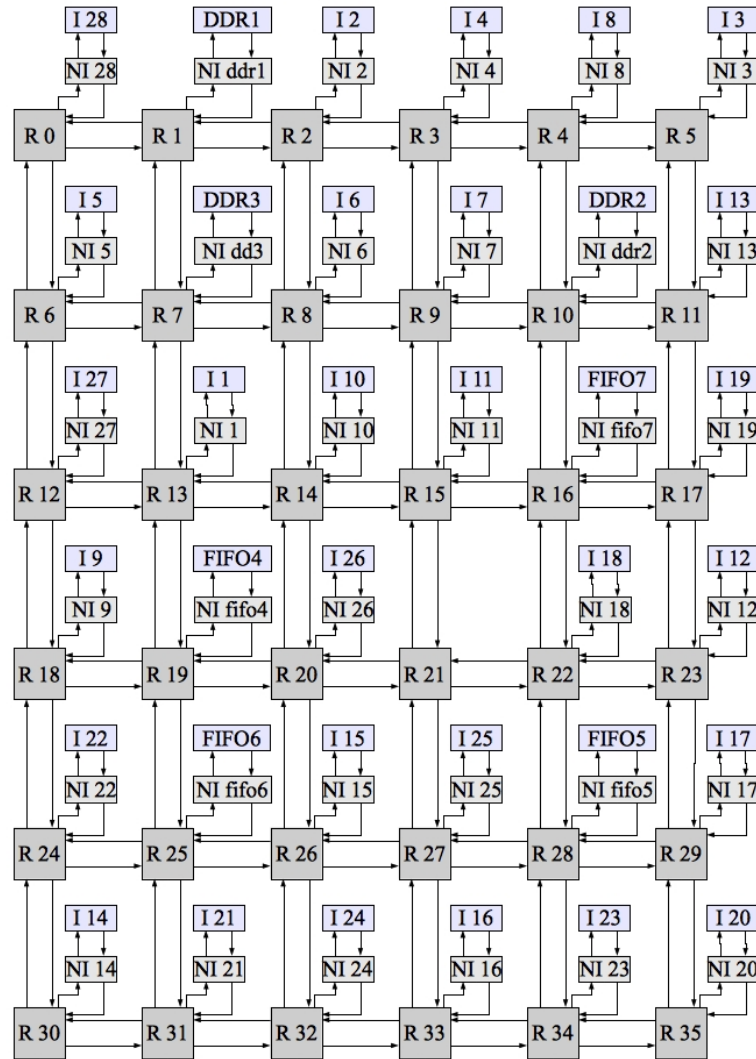 I 28 DDR1 I 2 I 4 I 8 I 3
NI 28 NI ddr1 NI 2 NI 4 NI 8 NI 3
R 0 R 1 R 2 R 3 R 4 R 5
I 5 DDR3 I 6 I 7 DDR2 I 13
NI 5 NI dd3 NI 6 NI 7 NI ddr2 NI 13
R 6 R 7 R 8 R 9 R 10 R 11
I 27 I 1 I 10 I 11 FIFO7 I 19
NI 27 NI 1 NI 10 NI 11 NI fifo7 NI 19
R 12 R 13 R 14 R 15 R 16 R 17
I 9 FIFO4 I 26 I 18 I 12
NI 9 NI fifo4 NI 26 NI 18 NI 12
R 18 R 19 R 20 R 21 R 22 R 23
I 22 FIFO6 I 15 I 25 FIFO5 I 17
NI 22 NI fifo6 NI 15 NI 25 NI fifo5 NI 17
R 24 R 25 R 26 R 27 R 28 R 29
I 14 I 21 I 24 I 16 I 23 I 20
NI 14 NI 21 NI 24 NI 16 NI 23 NI 20
R 30 R 31 R 32 R 33 R 34 R 35